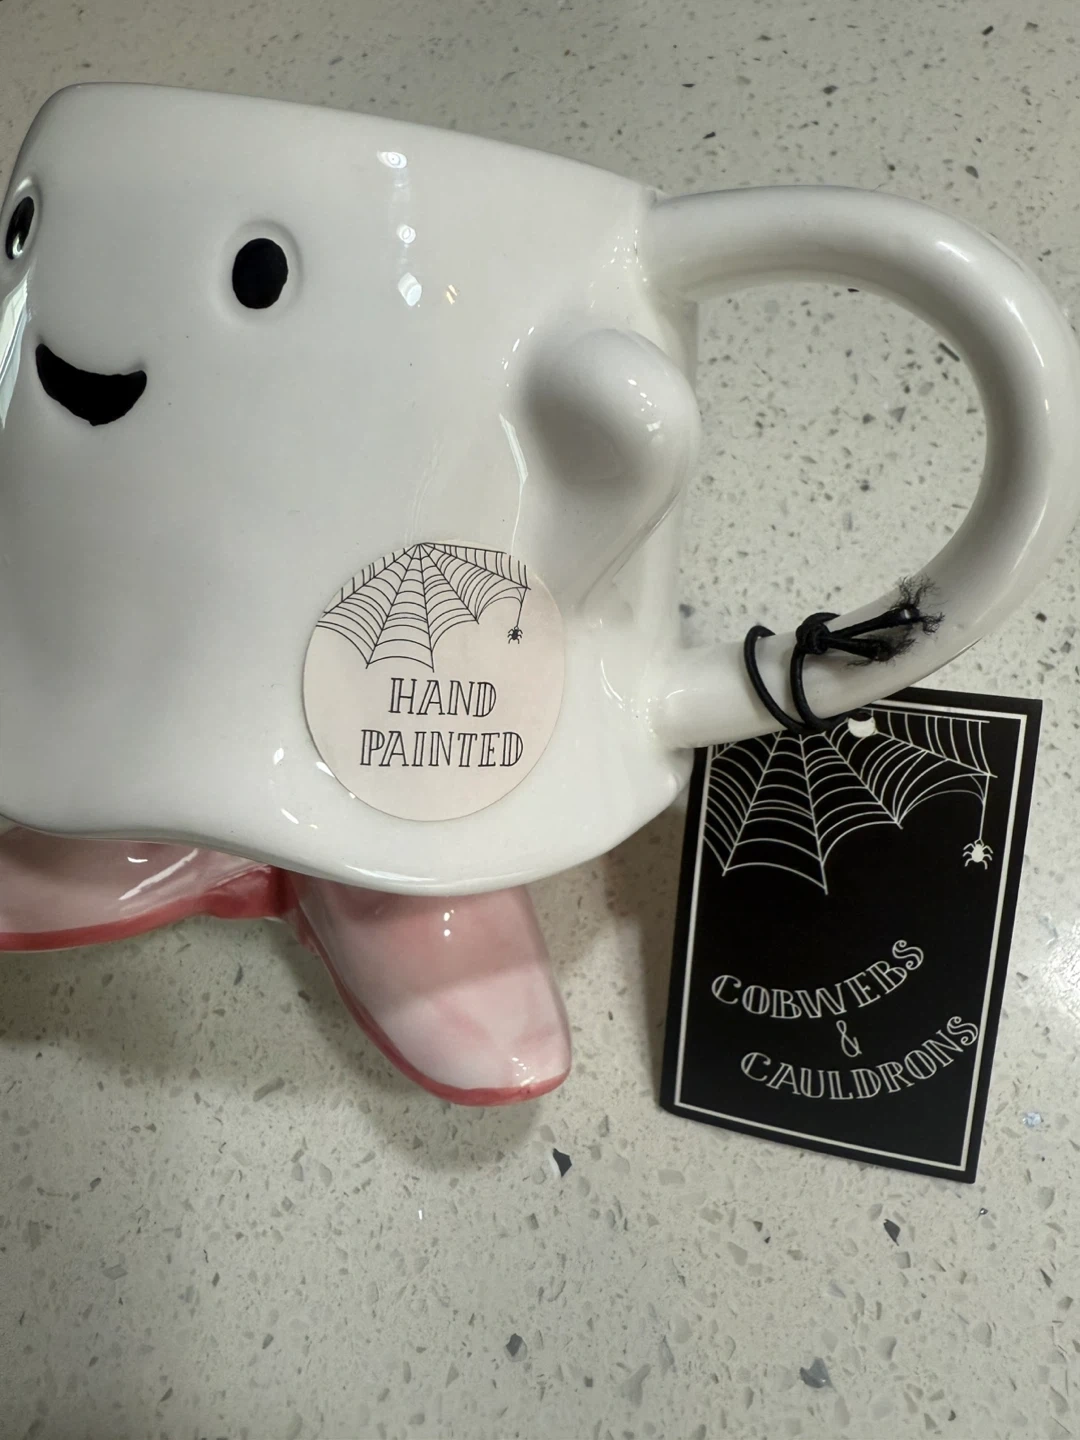 HAND
PAINTED
COBWEBS
&
CAULDRONS